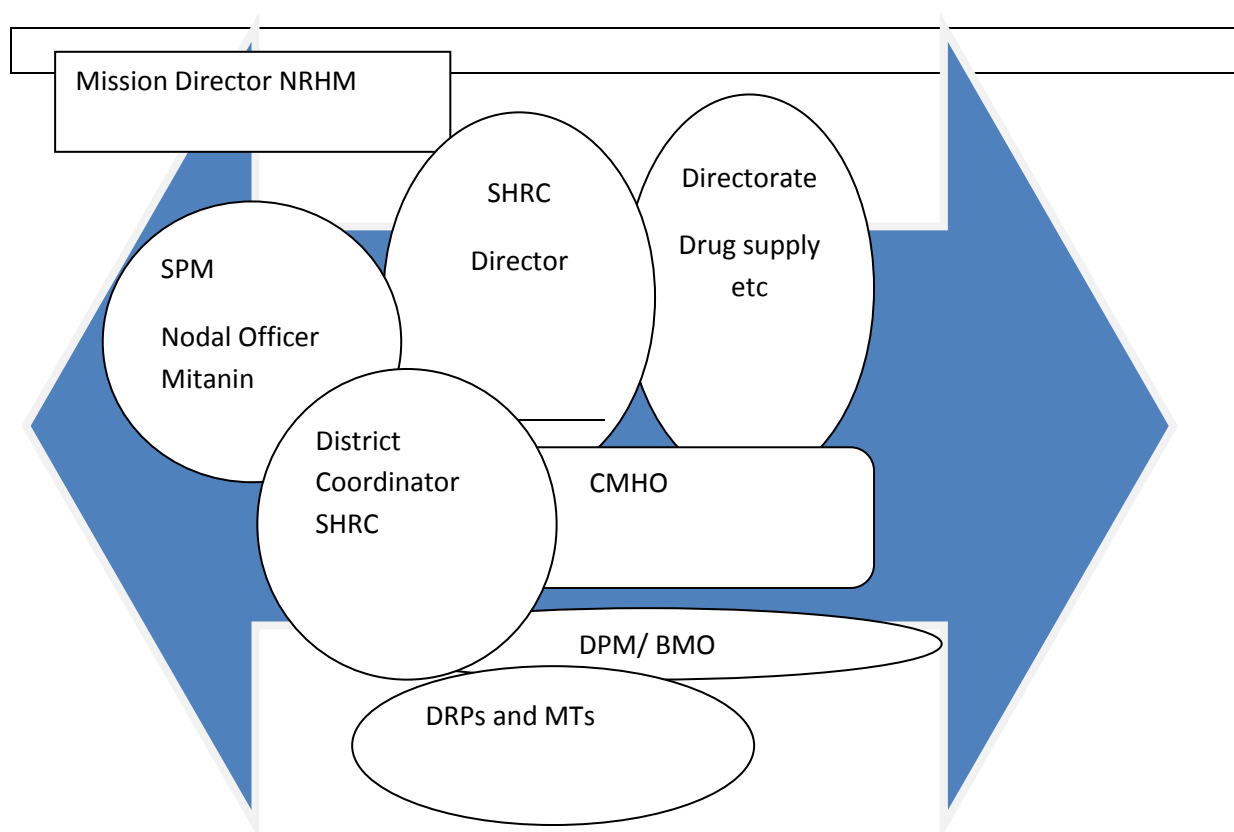 Mission Director NRHM
SHRC
Director
Directorate
Drug supply
etc
SPM
Nodal Officer
Mitanin
District
Coordinator
SHRC
CMHO
DPM/ BMO
DRPs and MTs